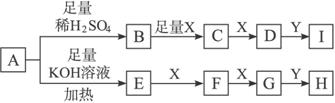 足量
稀H₂SO₄
A
B 足量X C X D Y I
足量
KOH溶液
加热
E X F X G Y H